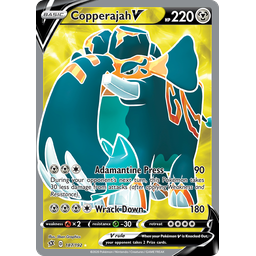 BASIC
Copperajah V
HP 220
Adamantine Press 90
During your opponent's next turn, this Pokémon takes
30 less damage from attacks (after applying Weakness
and Resistance).
Wrack Down 180
weakness ×2 resistance -30 retreat
V rule When your Pokémon V is Knocked Out,
your opponent takes 2 Prize cards.
187/192